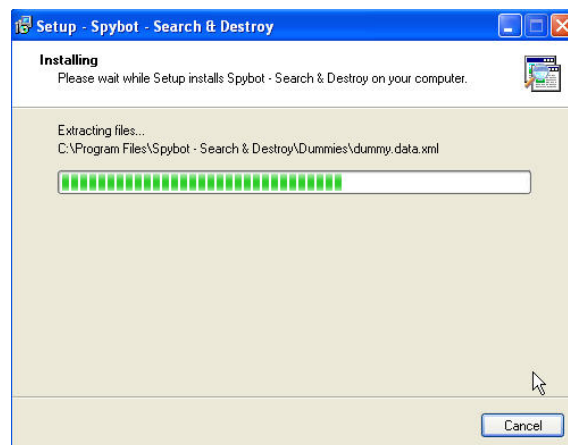 Setup - Spybot - Search & Destroy
Installing
Please wait while Setup installs Spybot - Search & Destroy on your computer.
Extracting files...
C:\Program Files\Spybot - Search & Destroy\Dummies\dummy.data.xml
Cancel